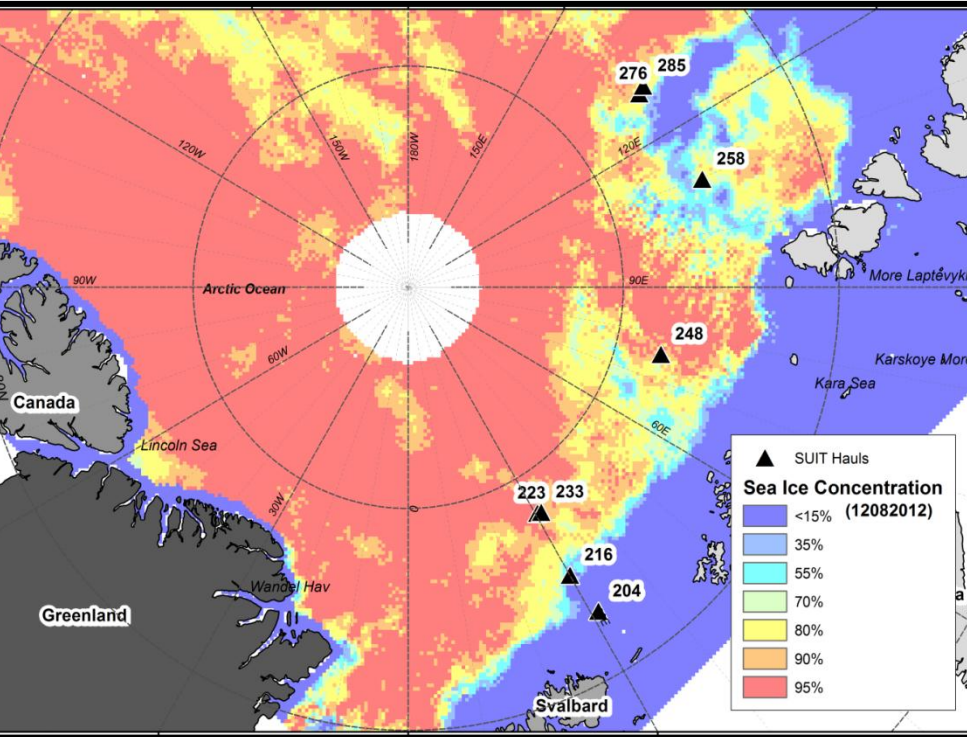 276
285
258
248
223
233
216
204
120W
150W
180W
150E
120E
90W
Arctic Ocean
90E
60W
60E
30W
0
Canada
Lincoln Sea
Wandel Hav
Greenland
Svalbard
More Laptevyk
Karskoye More
Kara Sea
SUIT Hauls
Sea Ice Concentration
(12082012)
<15%
35%
55%
70%
80%
90%
95%
a